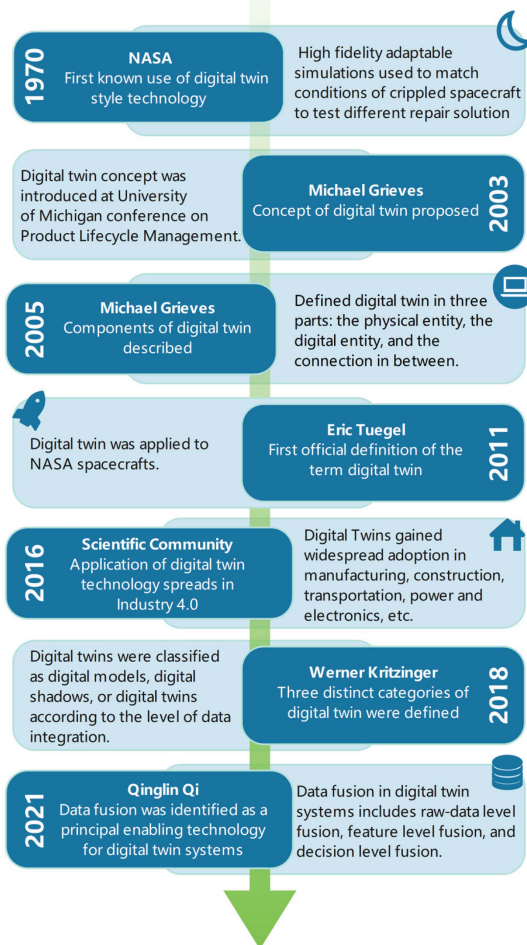 1970
NASA
First known use of digital twin
style technology
High fidelity adaptable
simulations used to match
conditions of crippled spacecraft
to test different repair solution
Digital twin concept was
introduced at University
of Michigan conference on
Product Lifecycle Management.
Michael Grieves
Concept of digital twin proposed
2003
2005
Michael Grieves
Components of digital twin
described
Defined digital twin in three
parts: the physical entity, the
digital entity, and the
connection in between.
Digital twin was applied to
NASA spacecrafts.
Eric Tuegel
First official definition of the
term digital twin
2011
2016
Scientific Community
Application of digital twin
technology spreads in
Industry 4.0
Digital Twins gained
widespread adoption in
manufacturing, construction,
transportation, power and
electronics, etc.
Digital twins were classified
as digital models, digital
shadows, or digital twins
according to the level of data
integration.
Werner Kritzinger
Three distinct categories of
digital twin were defined
2018
2021
Qinglin Qi
Data fusion was identified as a
principal enabling technology
for digital twin systems
Data fusion in digital twin
systems includes raw-data level
fusion, feature level fusion, and
decision level fusion.